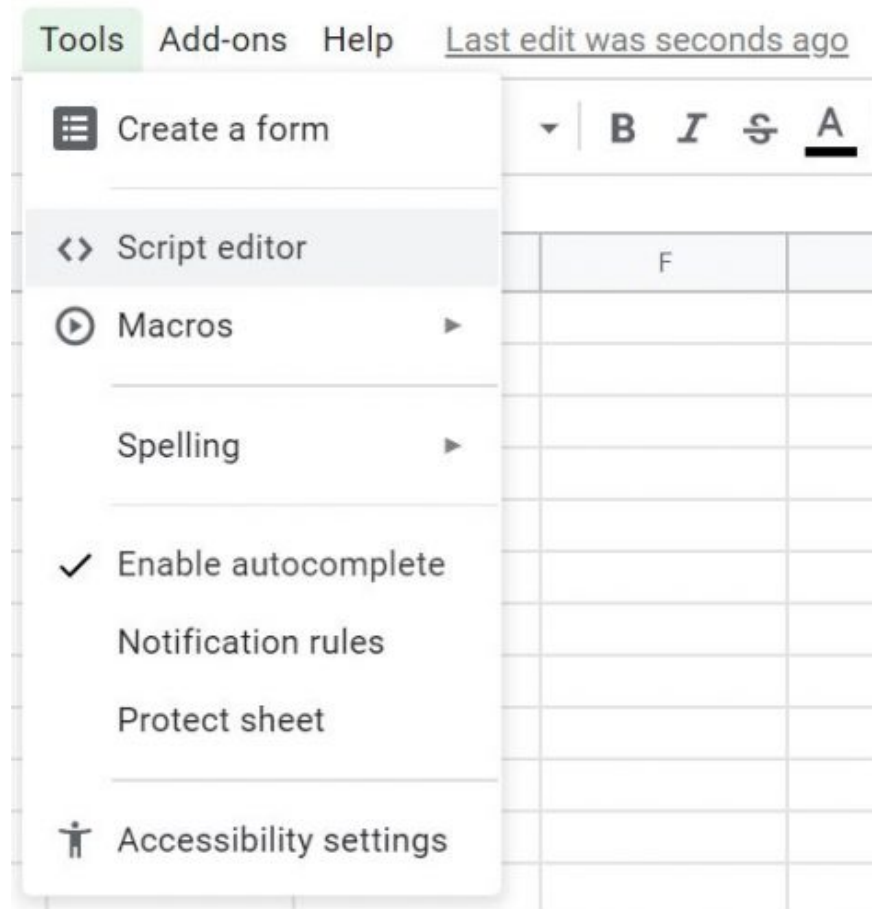 Tools Add-ons Help Last edit was seconds ago
Create a form
B I S A
Script editor
F
Macros
Spelling
Enable autocomplete
Notification rules
Protect sheet
Accessibility settings